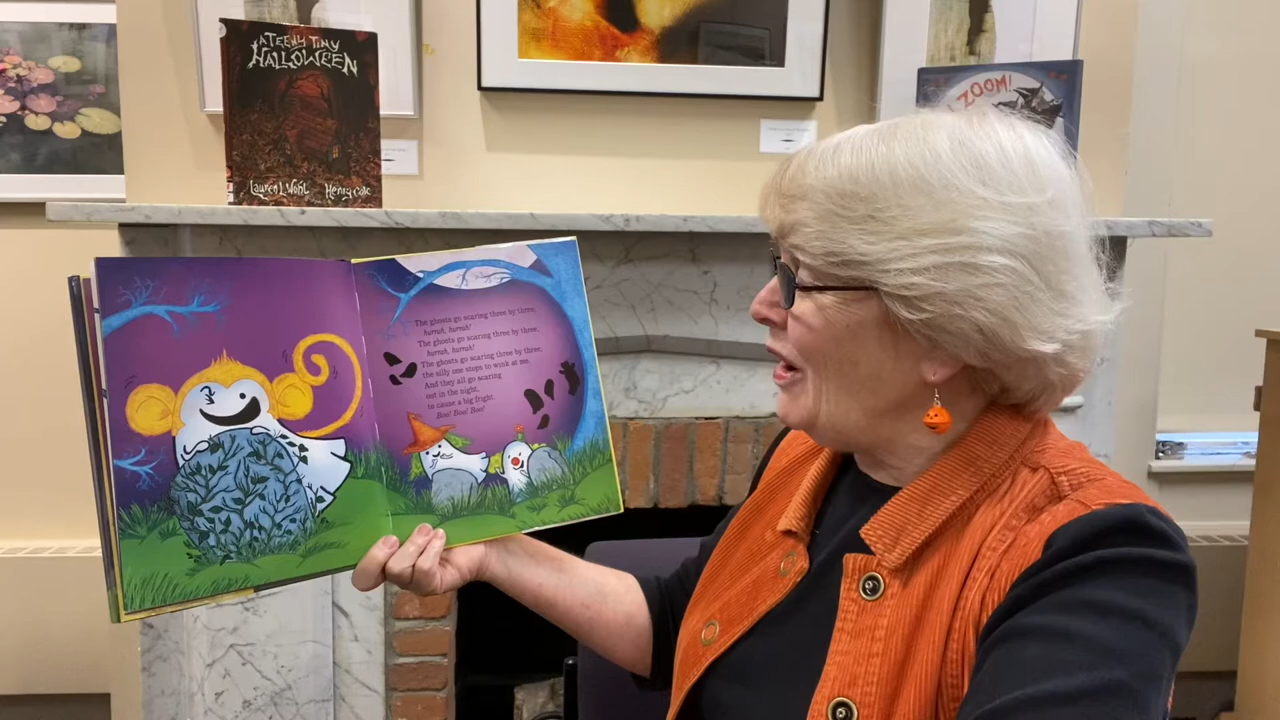 A TEENY TINY
HALLOWEEN
Lauren L. Wohl Henry Cole
ZOOM!
The ghosts go scaring three by three,
hurrah, hurrah!
The ghosts go scaring three by three,
hurrah, hurrah!
The ghosts go scaring three by three,
the silly one stops to wink at me.
And they all go scaring
out in the night,
to cause a big fright.
Boo! Boo! Boo!